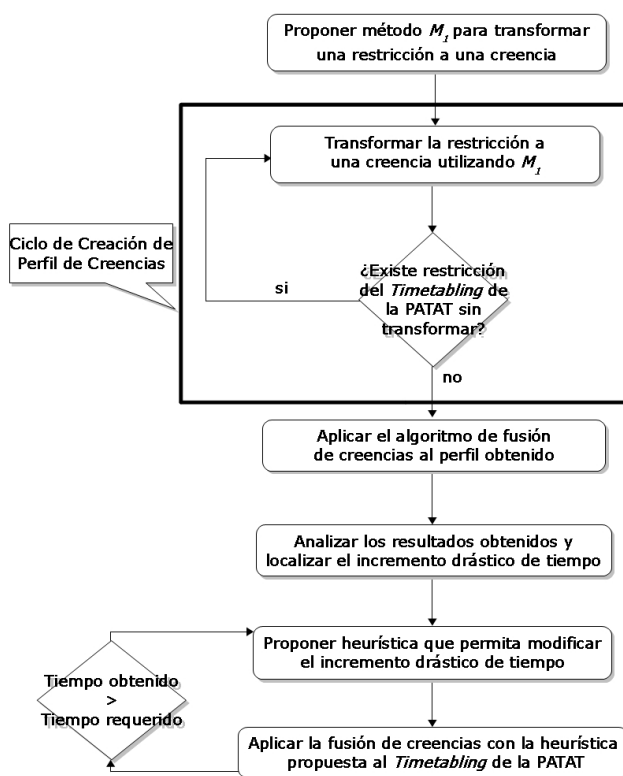 Proponer método M₁ para transformar
una restricción a una creencia
Transformar la restricción a
una creencia utilizando M₁
Ciclo de Creación de
Perfil de Creencias
¿Existe restricción
del Timetabling de
la PATAT sin
transformar?
si
no
Aplicar el algoritmo de fusión
de creencias al perfil obtenido
Analizar los resultados obtenidos y
localizar el incremento drástico de tiempo
Proponer heurística que permita modificar
el incremento drástico de tiempo
Tiempo obtenido
>
Tiempo requerido
Aplicar la fusión de creencias con la heurística
propuesta al Timetabling de la PATAT